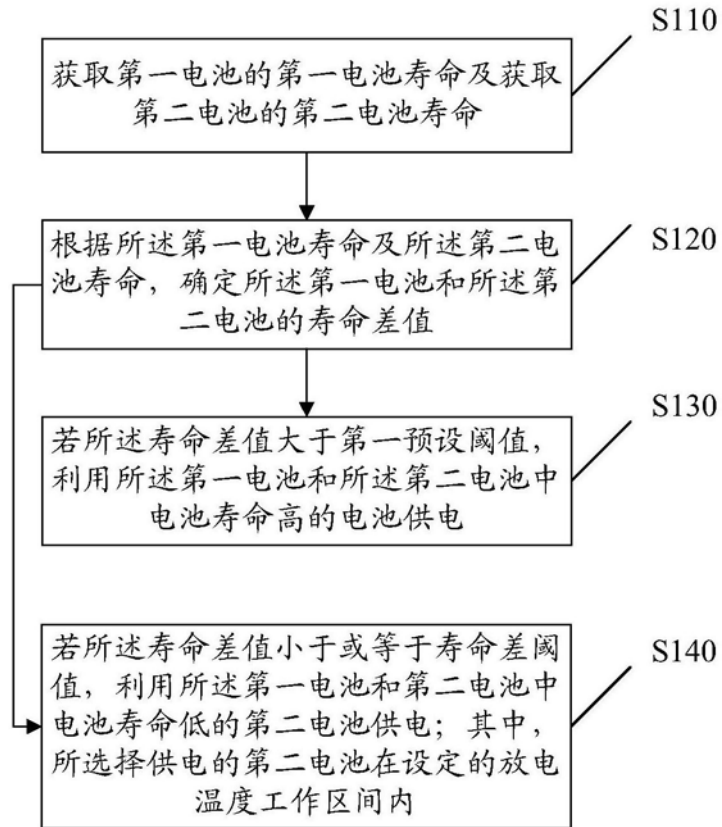 S110
获取第一电池的第一电池寿命及获取
第二电池的第二电池寿命
S120
根据所述第一电池寿命及所述第二电
池寿命，确定所述第一电池和所述第
二电池的寿命差值
S130
若所述寿命差值大于第一预设阈值，
利用所述第一电池和所述第二电池中
电池寿命高的电池供电
S140
若所述寿命差值小于或等于寿命差阈
值，利用所述第一电池和第二电池中
电池寿命低的第二电池供电；其中，
所选择供电的第二电池在设定的放电
温度工作区间内